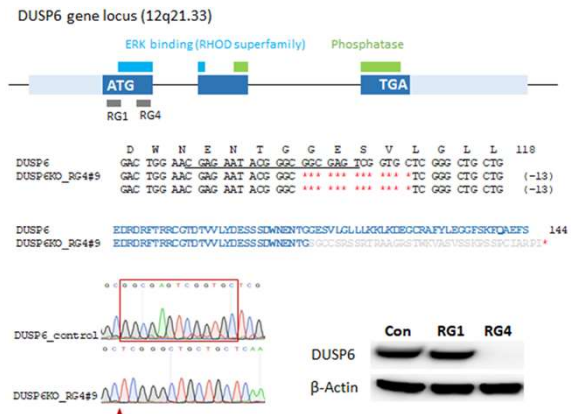 DUSP6 gene locus (12q21.33)
ERK binding (RHOD superfamily) Phosphatase
ATG TGA
RG1 RG4
D W N E N T G G E S V L G L L 118
DUSP6 GAC TGG AAC GAG AAT ACG GGC GGC GAG TCG GTG CTC GGG CTG CTG
DUSP6KO_RG4#9 GAC TGG AAC GAG AAT ACG GGC *** *** *** *** *TC GGG CTG CTG (-13)
GAC TGG AAC GAG AAT ACG GGC *** *** *** *** *TC GGG CTG CTG (-13)
DUSP6 EDRDRFTRRCGTDTVVLYDESSSDWNENTGGESVLGLLLKKLKDEGCRAFYLEGGFSKFQAEFS 144
DUSP6KO_RG4#9 EDRDRFTRRCGTDTVVLYDESSSDWNENTGSGCCSRSSRTRAAGRSTWKVASVSSKPSSPCIARPI*
GCGGCGAGTCGGTGCTCG
DUSP6_control
GCTCGGGCTGCTGCTCAA
DUSP6KO_RG4#9
Con RG1 RG4
DUSP6
β-Actin